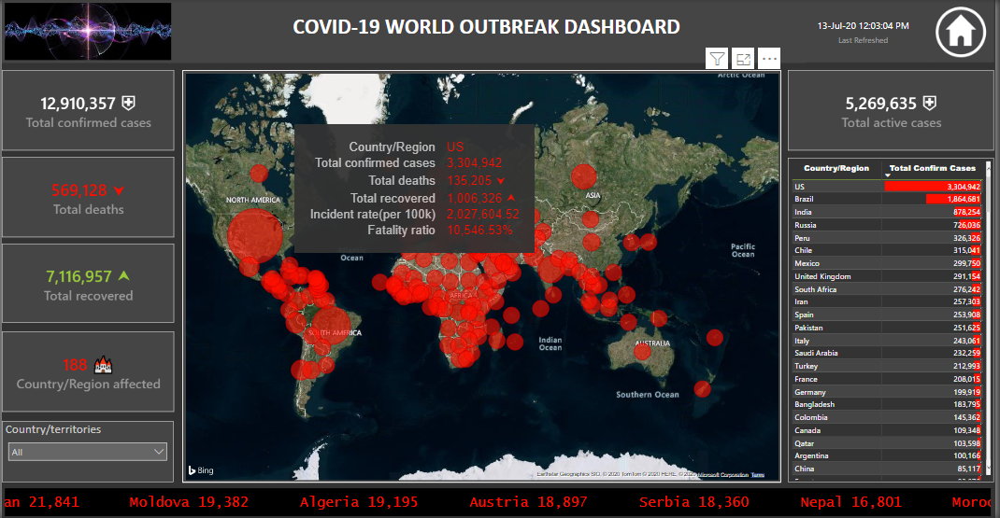 COVID-19 WORLD OUTBREAK DASHBOARD
13-Jul-20 12:03:04 PM
Last Refreshed
12,910,357
Total confirmed cases
569,128
Total deaths
7,116,957
Total recovered
188
Country/Region affected
Country/territories
All
Arctic Ocean
NORTH AMERICA
ASIA
Pacific
Ocean
Ocean
AFRICA
SOUTH AMERICA
Indian
Ocean
AUSTRALIA
Southern Ocean
Country/Region US
Total confirmed cases 3,304,942
Total deaths 135,205
Total recovered 1,006,326
Incident rate(per 100k) 2,027,604.52
Fatality ratio 10,546.53%
Bing
Earthstar Geographics SIO, © 2020 TomTom © 2020 HERE, © 2020 Microsoft Corporation Terms
5,269,635
Total active cases
Country/Region Total Confirm Cases
US 3,304,942
Brazil 1,864,681
India 878,254
Russia 726,036
Peru 326,326
Chile 315,041
Mexico 299,750
United Kingdom 291,154
South Africa 276,242
Iran 257,303
Spain 253,908
Pakistan 251,625
Italy 243,061
Saudi Arabia 232,259
Turkey 212,993
France 208,015
Germany 199,919
Bangladesh 183,795
Colombia 145,362
Canada 109,348
Qatar 103,598
Argentina 100,166
China 85,117
an 21,841 Moldova 19,382 Algeria 19,195 Austria 18,897 Serbia 18,360 Nepal 16,801 Moroc